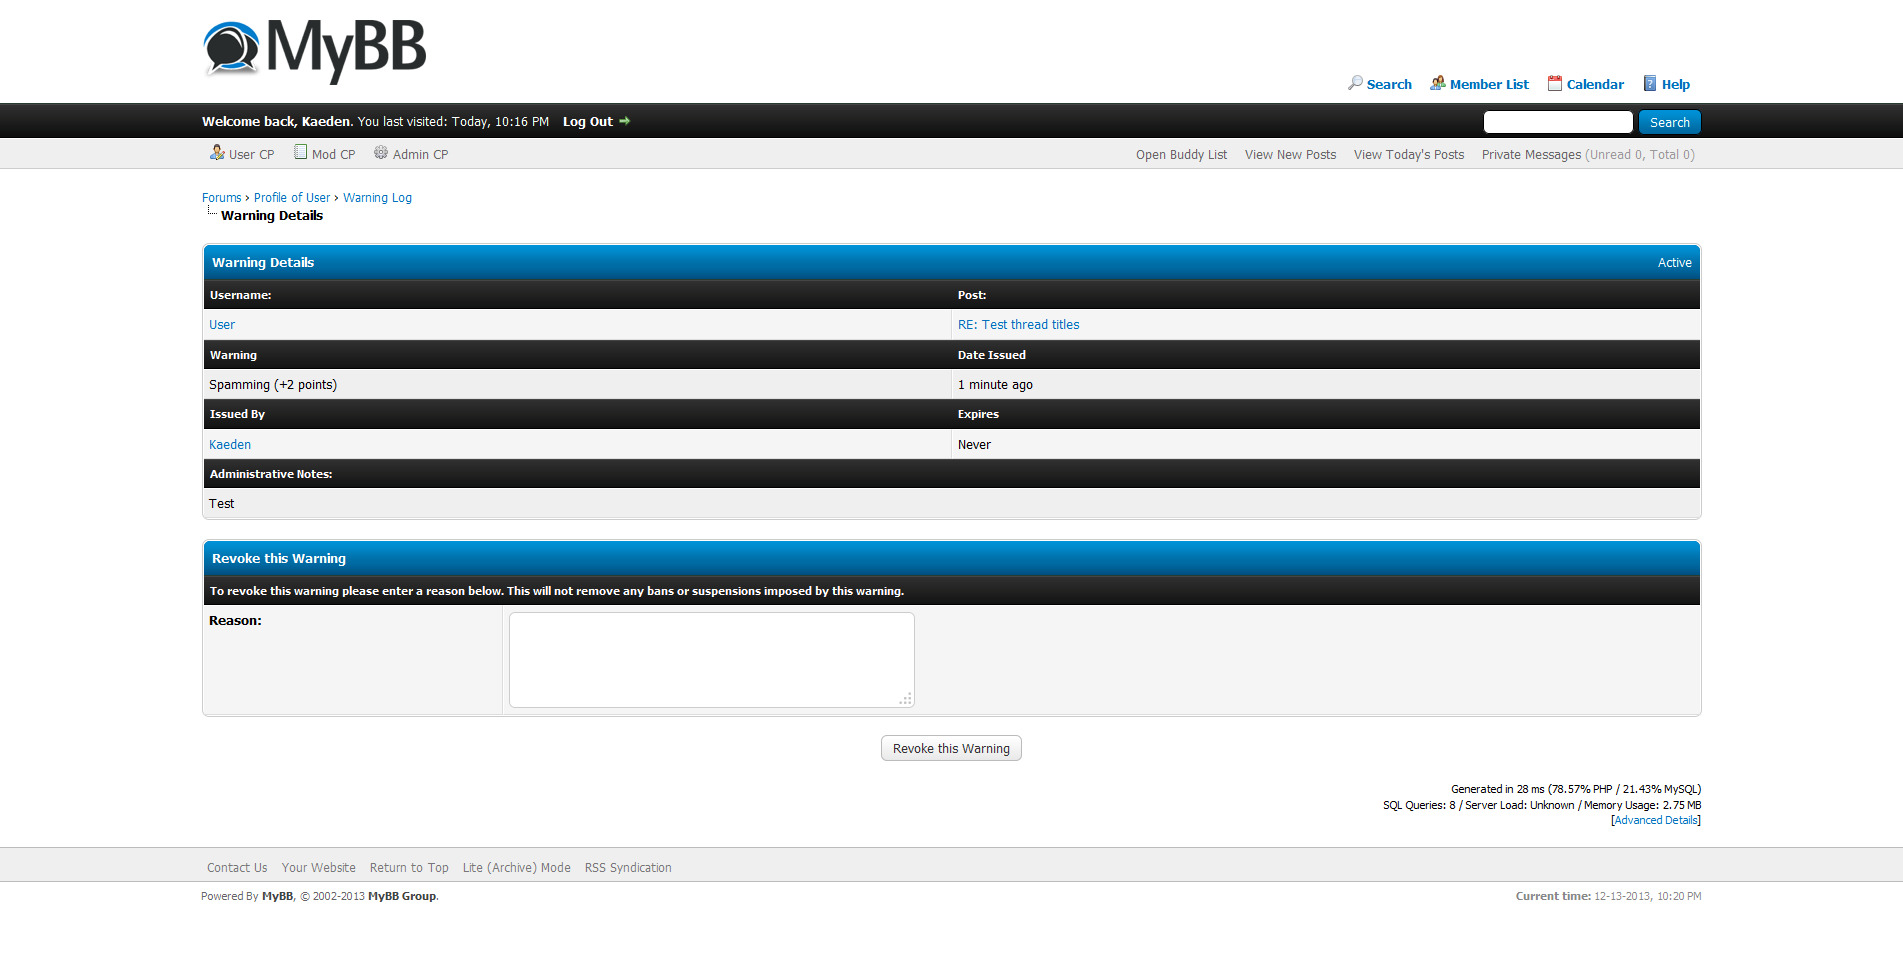 MyBB
Search Member List Calendar Help
Welcome back, Kaeden. You last visited: Today, 10:16 PM Log Out Search
User CP Mod CP Admin CP Open Buddy List View New Posts View Today's Posts Private Messages (Unread 0, Total 0)
Forums › Profile of User › Warning Log
Warning Details
Warning Details Active
Username: Post:
User RE: Test thread titles
Warning Date Issued
Spamming (+2 points) 1 minute ago
Issued By Expires
Kaeden Never
Administrative Notes:
Test
Revoke this Warning
To revoke this warning please enter a reason below. This will not remove any bans or suspensions imposed by this warning.
Reason:
Revoke this Warning
Generated in 28 ms (78.57% PHP / 21.43% MySQL)
SQL Queries: 8 / Server Load: Unknown / Memory Usage: 2.75 MB
[Advanced Details]
Contact Us Your Website Return to Top Lite (Archive) Mode RSS Syndication
Powered By MyBB, © 2002-2013 MyBB Group. Current time: 12-13-2013, 10:20 PM